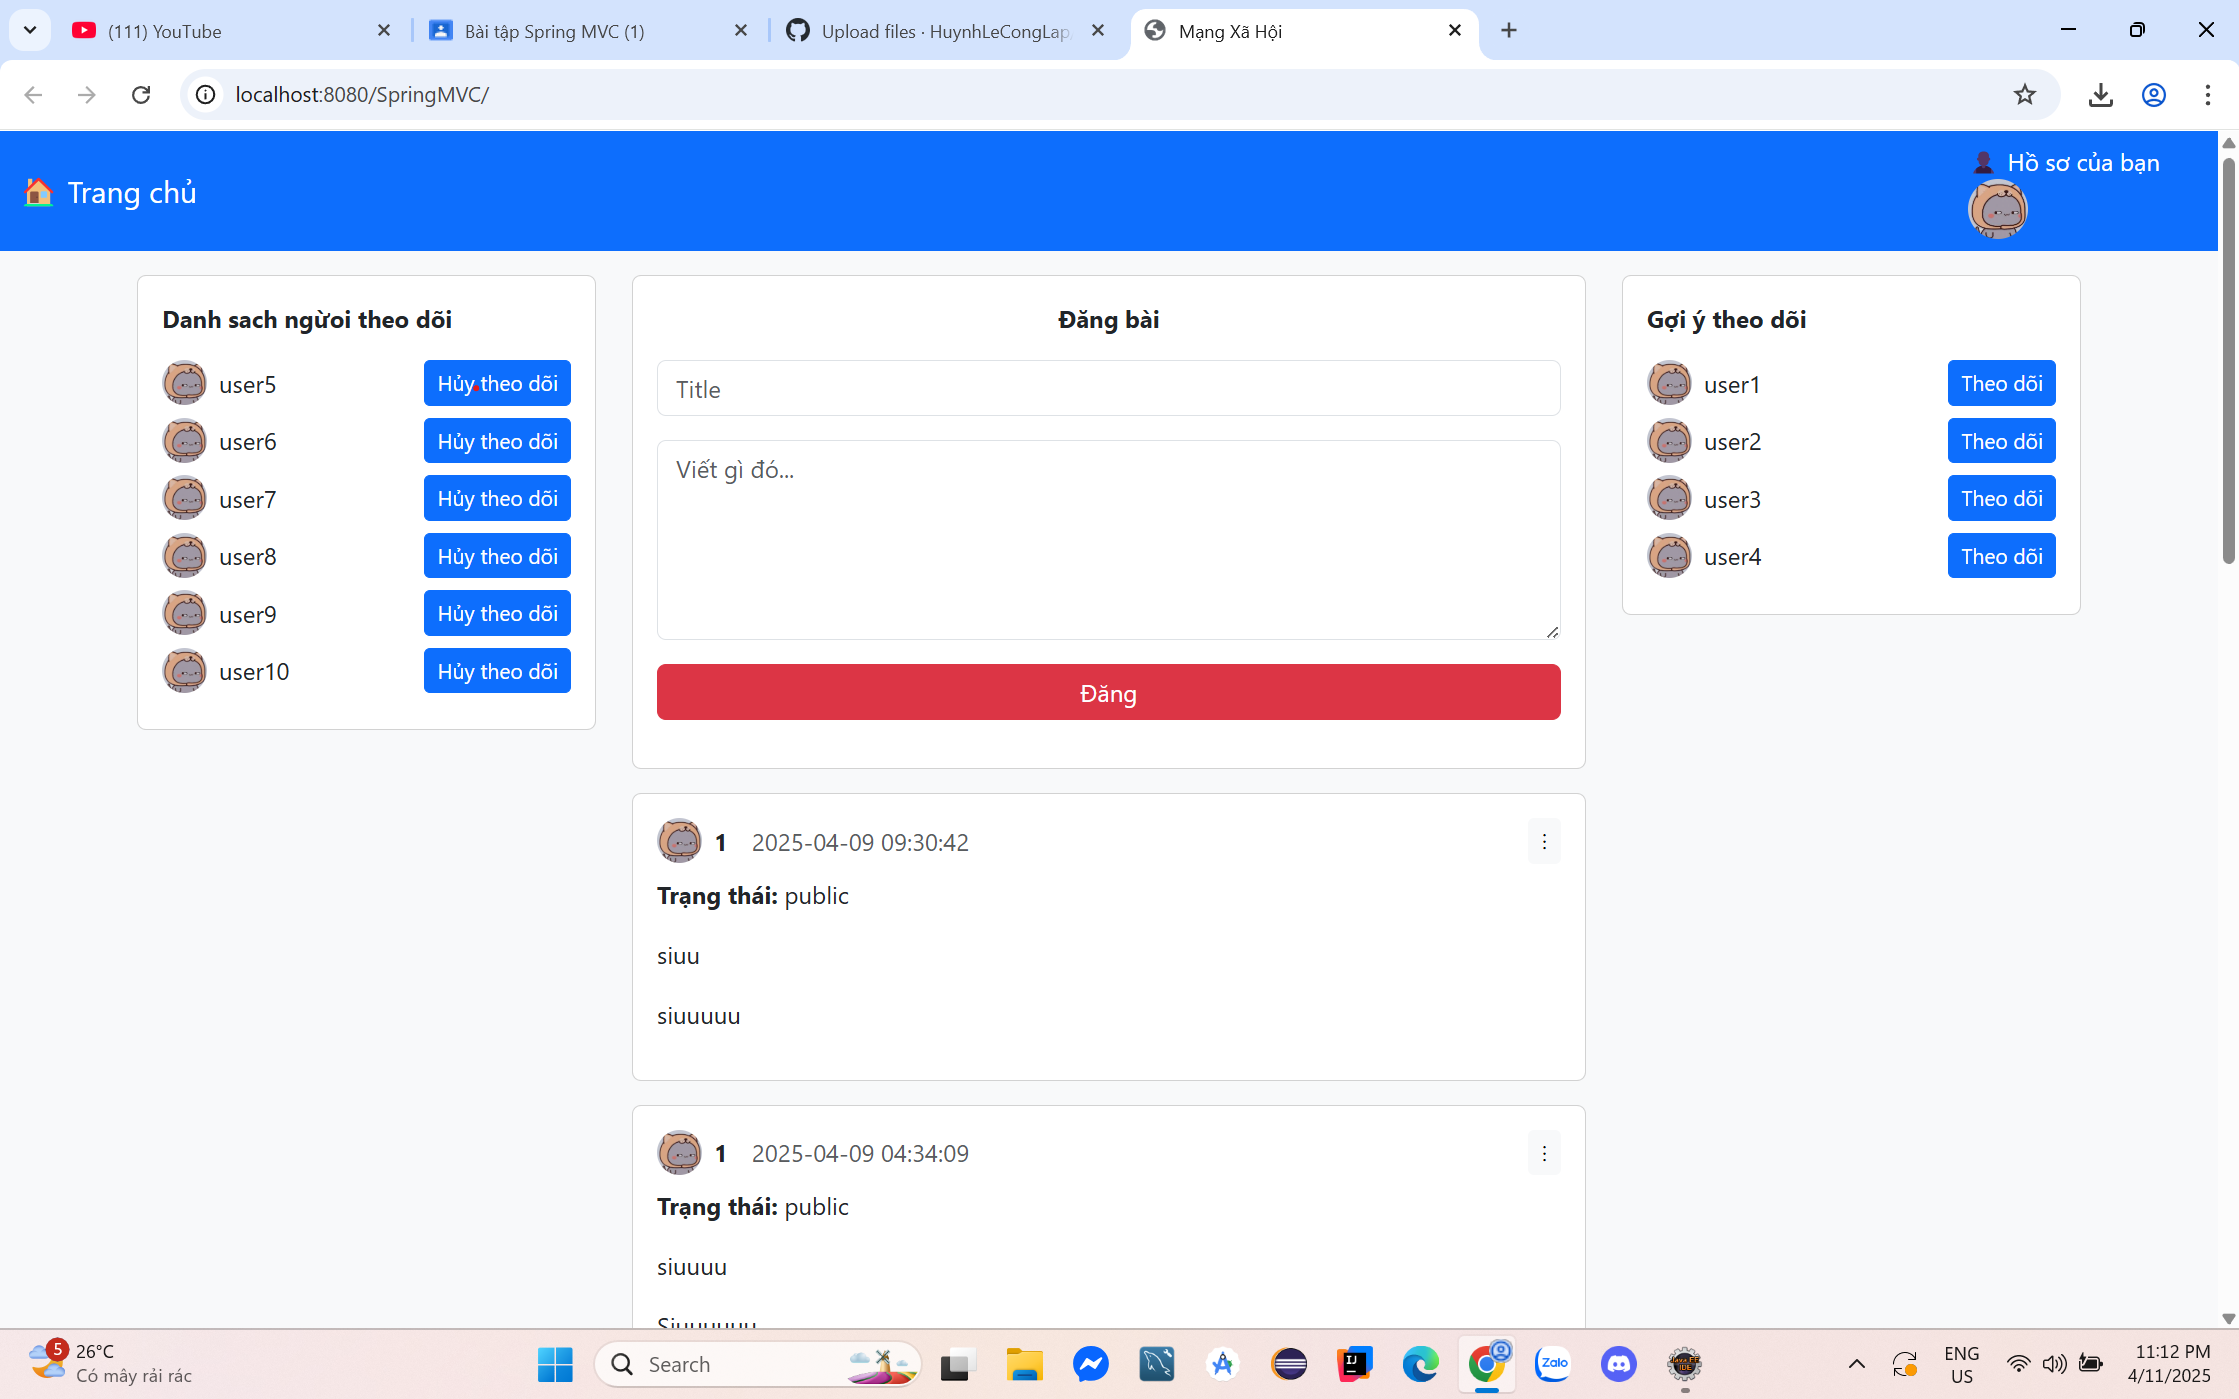 (111) YouTube
Bài tập Spring MVC (1)
Upload files · HuynhLeCongLap
Mạng Xã Hội
localhost:8080/SpringMVC/
Trang chủ
Hồ sơ của bạn
Danh sach ngừoi theo dõi
user5 Hủy theo dõi
user6 Hủy theo dõi
user7 Hủy theo dõi
user8 Hủy theo dõi
user9 Hủy theo dõi
user10 Hủy theo dõi
Đăng bài
Title
Viết gì đó...
Đăng
1 2025-04-09 09:30:42
Trạng thái: public
siuu
siuuuuu
1 2025-04-09 04:34:09
Trạng thái: public
siuuuu
Siuuuuuu
Gợi ý theo dõi
user1 Theo dõi
user2 Theo dõi
user3 Theo dõi
user4 Theo dõi
5
26°C
Có mây rải rác
Search
IJ
Zalo
ENG
US
11:12 PM
4/11/2025